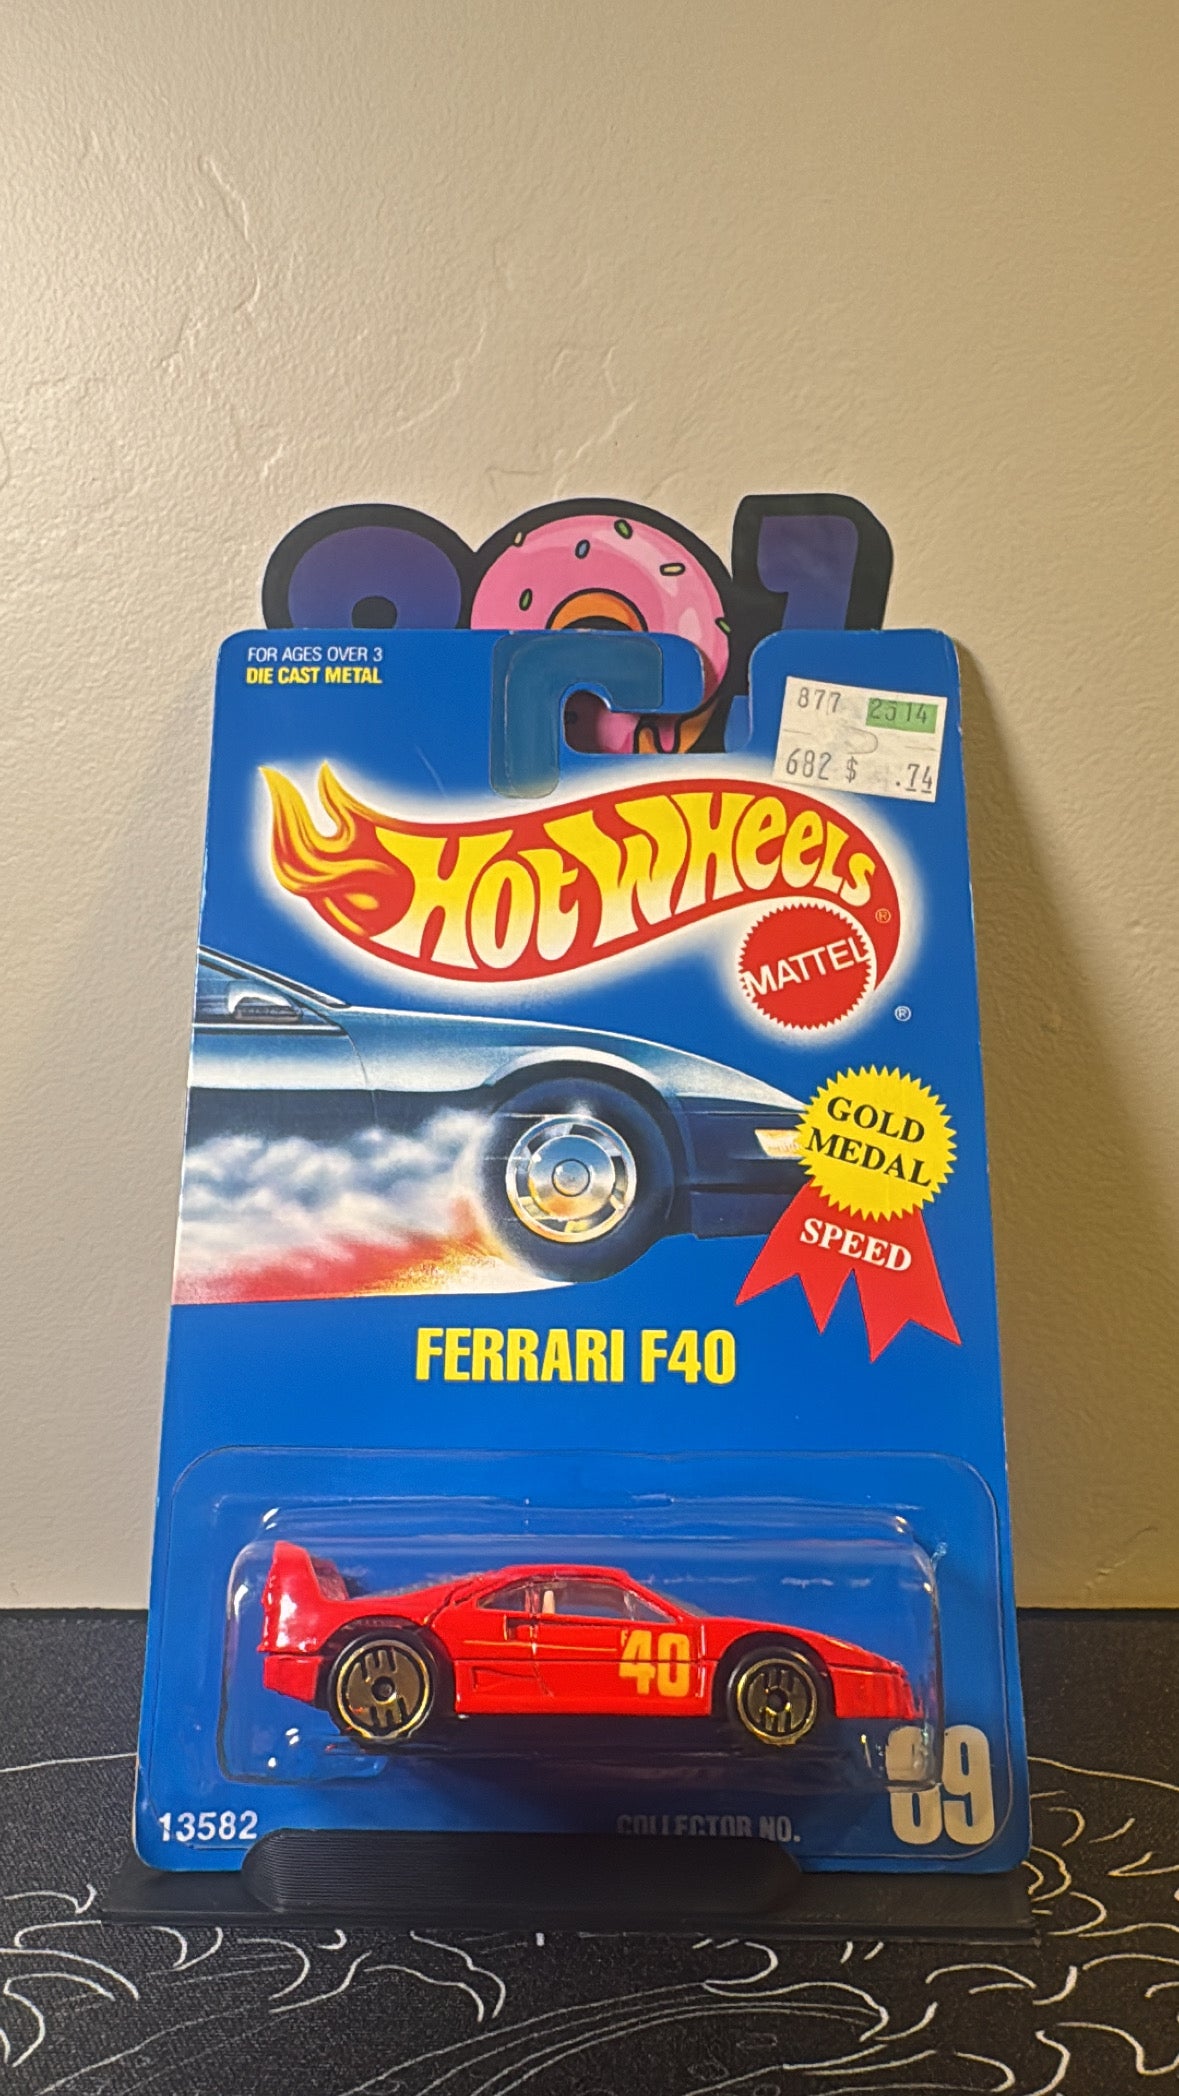 FOR AGES OVER 3
DIE CAST METAL
877 2514
682 $ .74
HOT WHEELS ®
MATTEL
®
GOLD
MEDAL
SPEED
FERRARI F40
F40
13582
COLLECTOR NO.